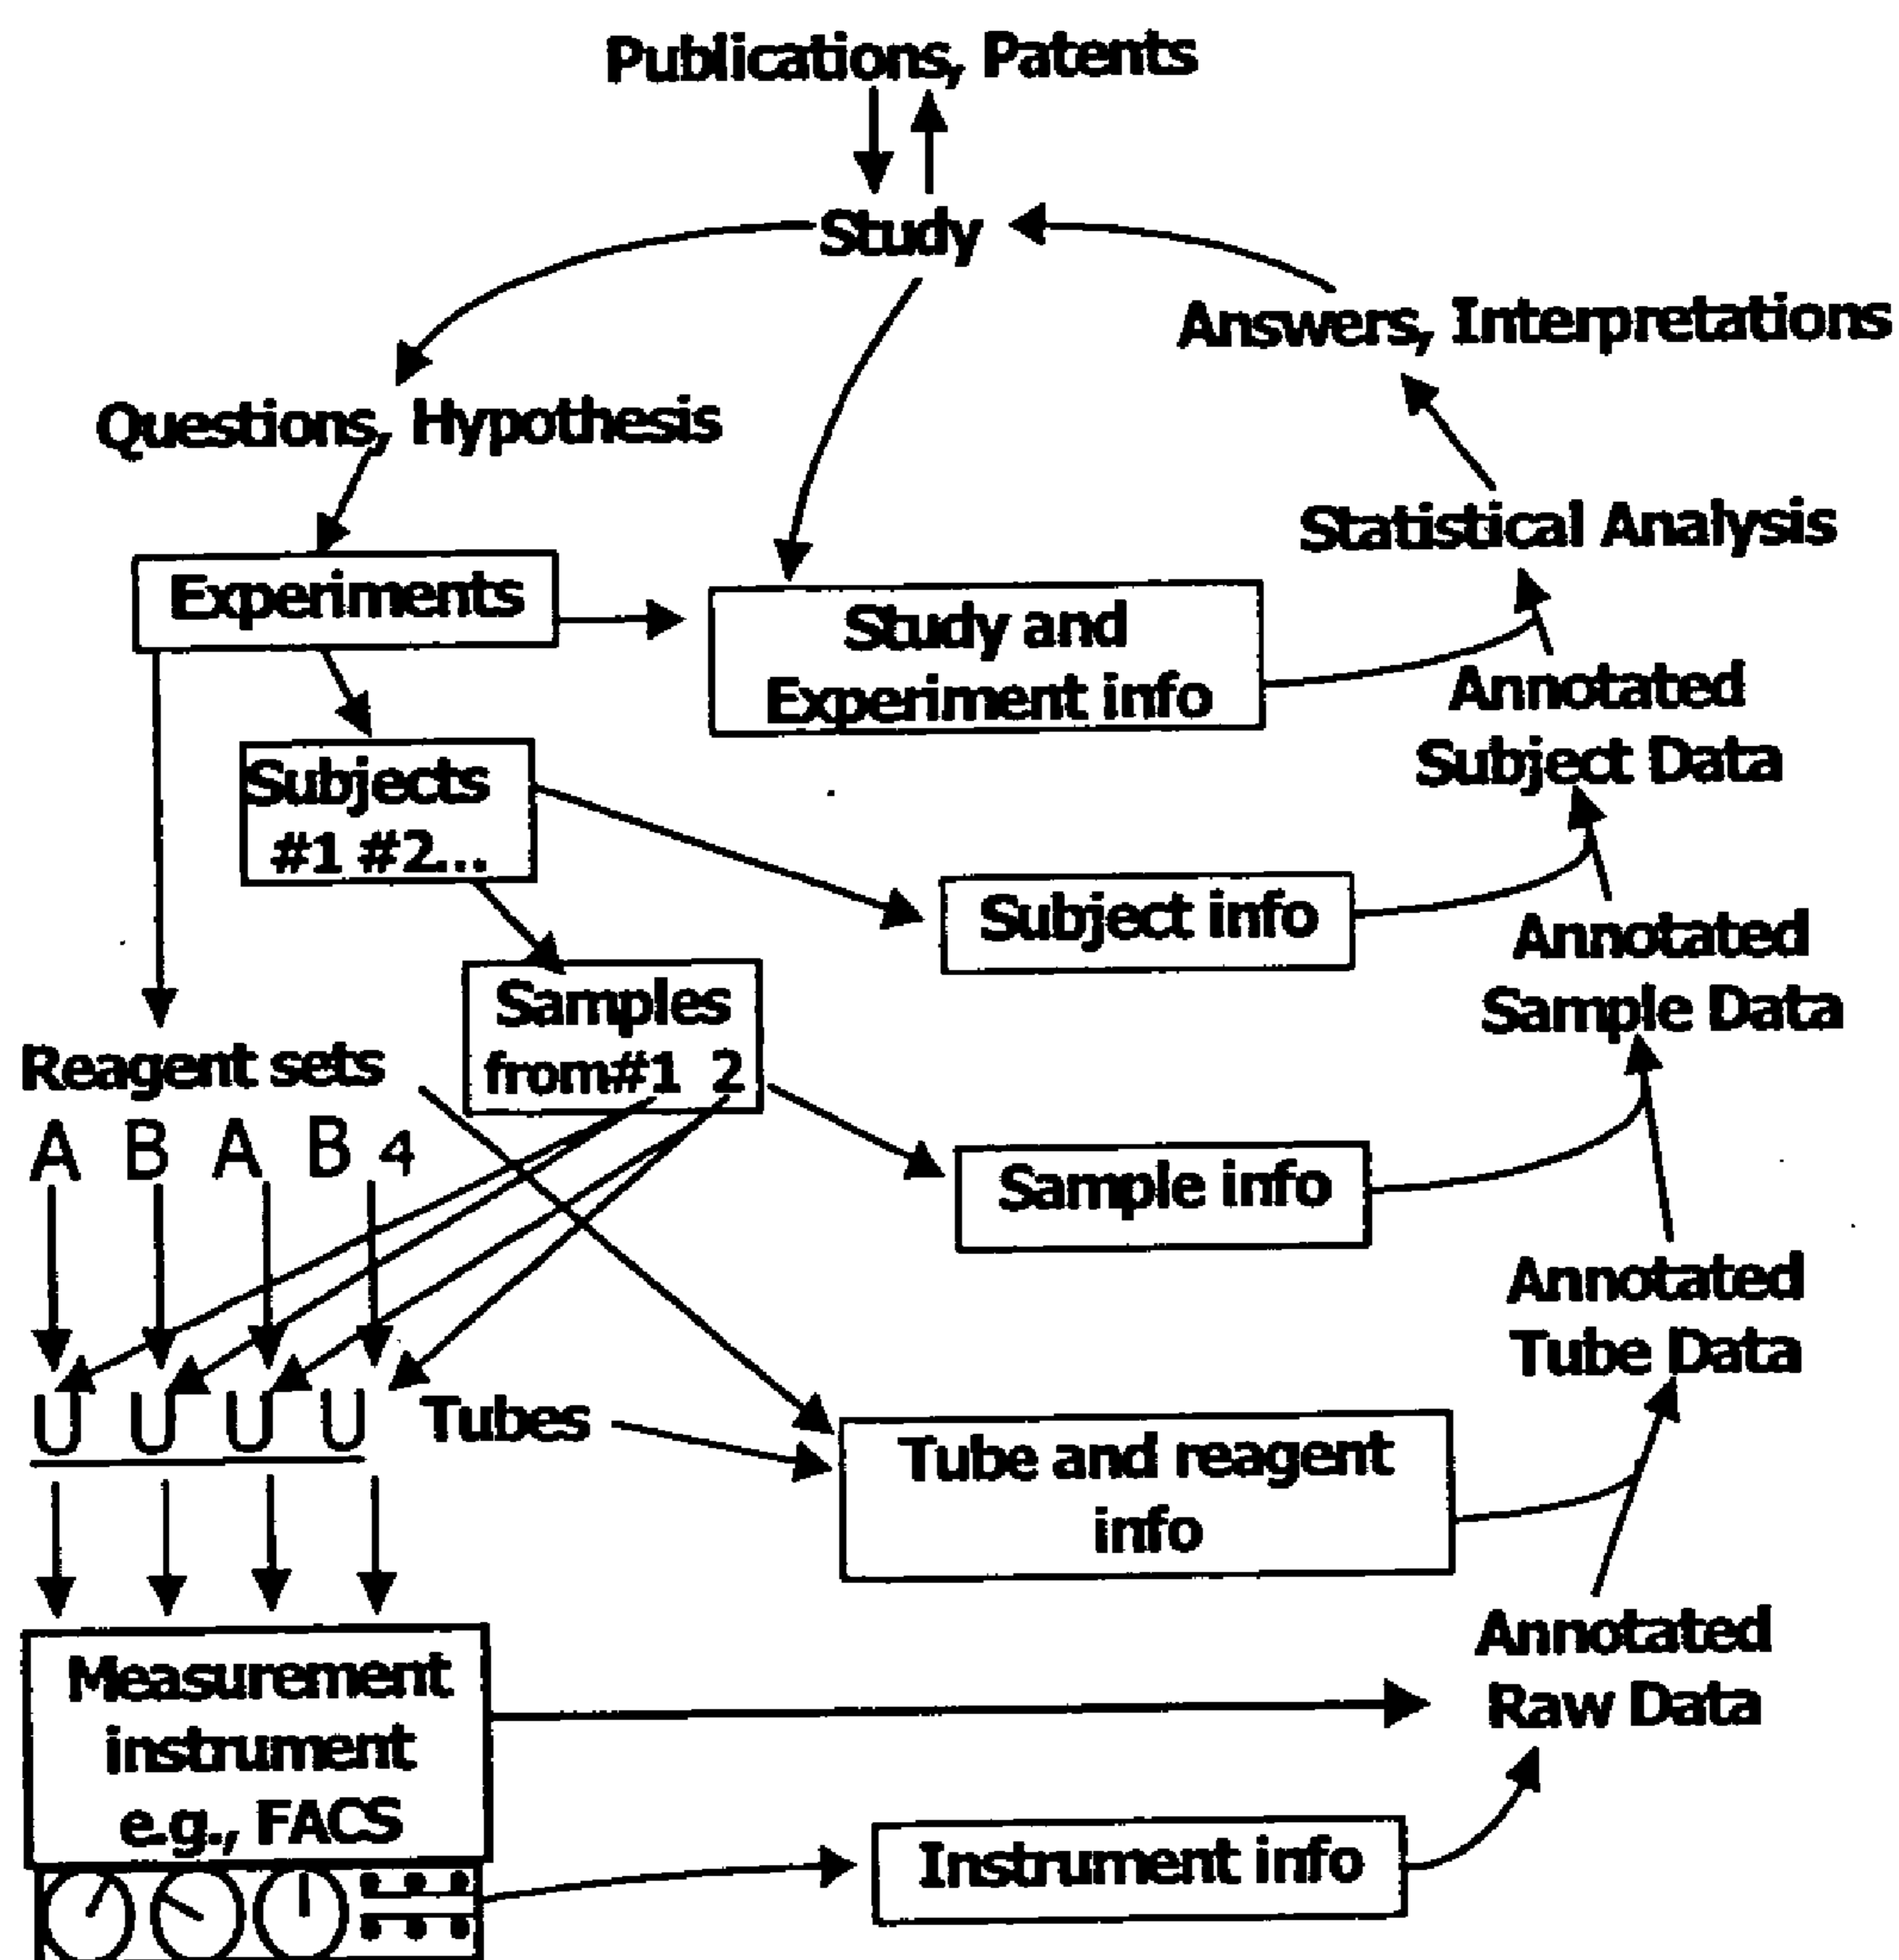 Publications, Patents
Study
Answers, Interpretations
Questions, Hypothesis
Statistical Analysis
Experiments
Study and
Experiment info
Annotated
Subject Data
Subjects
#1 #2...
Subject info
Annotated
Sample Data
Samples
from#1 2
Reagent sets
A B A B 4
Sample info
Annotated
Tube Data
U U U U Tubes
Tube and reagent
info
Annotated
Raw Data
Measurement
instrument
e.g., FACS
Instrument info